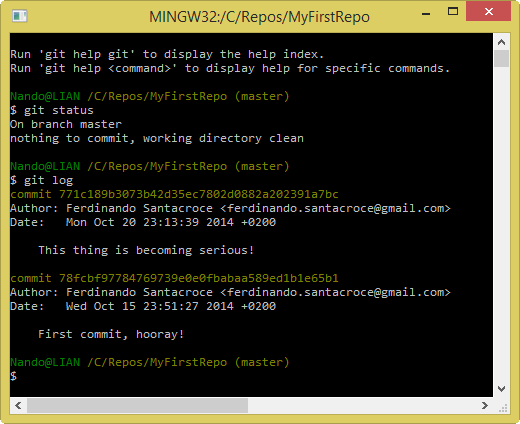 MINGW32:/C/Repos/MyFirstRepo
Run 'git help git' to display the help index.
Run 'git help <command>' to display help for specific commands.
Nando@LIAN /C/Repos/MyFirstRepo (master)
$ git status
On branch master
nothing to commit, working directory clean
Nando@LIAN /C/Repos/MyFirstRepo (master)
$ git log
commit 771c189b3073b42d35ec7802d0882a202391a7bc
Author: Ferdinando Santacroce <ferdinando.santacroce@gmail.com>
Date:   Mon Oct 20 23:13:39 2014 +0200
    This thing is becoming serious!
commit 78fcbf97784769739e0e0fbabaa589ed1b1e65b1
Author: Ferdinando Santacroce <ferdinando.santacroce@gmail.com>
Date:   Wed Oct 15 23:51:27 2014 +0200
    First commit, hooray!
Nando@LIAN /C/Repos/MyFirstRepo (master)
$